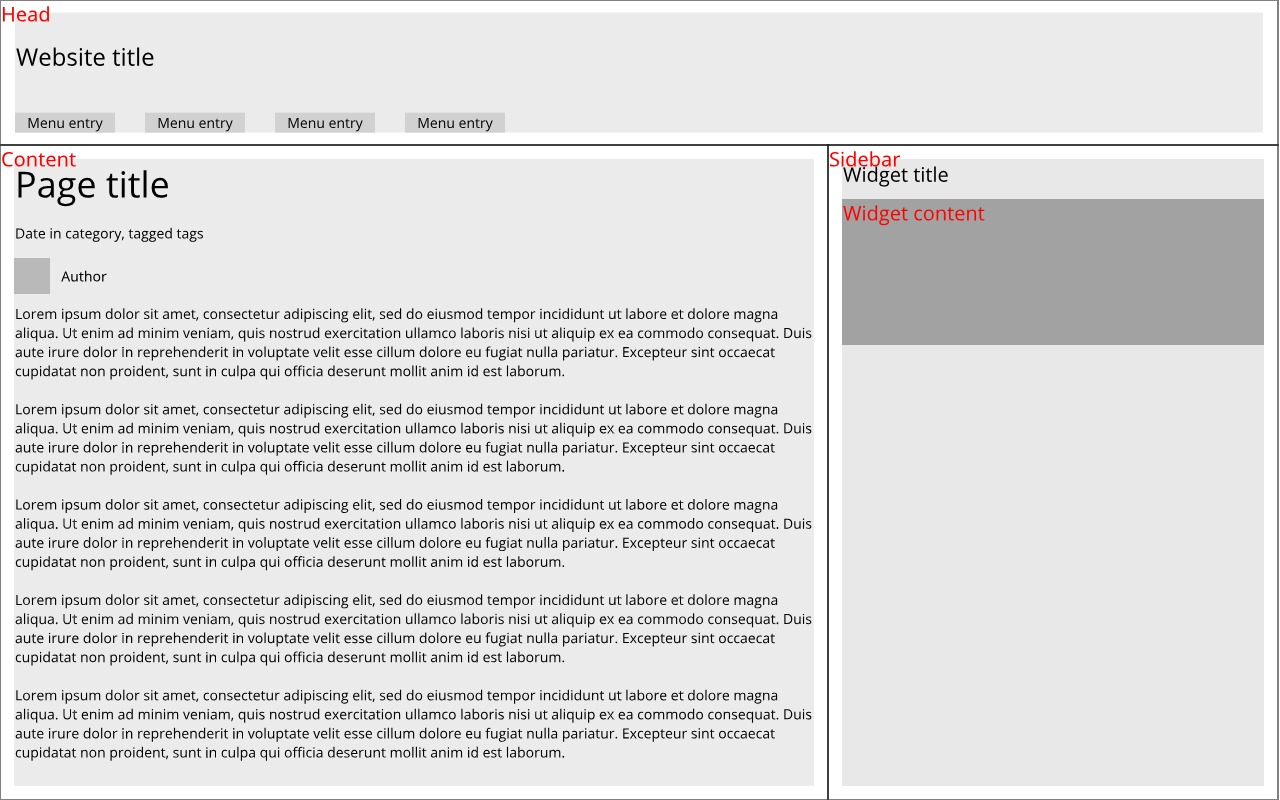 Head
Website title
Menu entry Menu entry Menu entry Menu entry
Content
Page title
Date in category, tagged tags
Author
Lorem ipsum dolor sit amet, consectetur adipiscing elit, sed do eiusmod tempor incididunt ut labore et dolore magna
aliqua. Ut enim ad minim veniam, quis nostrud exercitation ullamco laboris nisi ut aliquip ex ea commodo consequat. Duis
aute irure dolor in reprehenderit in voluptate velit esse cillum dolore eu fugiat nulla pariatur. Excepteur sint occaecat
cupidatat non proident, sunt in culpa qui officia deserunt mollit anim id est laborum.
Lorem ipsum dolor sit amet, consectetur adipiscing elit, sed do eiusmod tempor incididunt ut labore et dolore magna
aliqua. Ut enim ad minim veniam, quis nostrud exercitation ullamco laboris nisi ut aliquip ex ea commodo consequat. Duis
aute irure dolor in reprehenderit in voluptate velit esse cillum dolore eu fugiat nulla pariatur. Excepteur sint occaecat
cupidatat non proident, sunt in culpa qui officia deserunt mollit anim id est laborum.
Lorem ipsum dolor sit amet, consectetur adipiscing elit, sed do eiusmod tempor incididunt ut labore et dolore magna
aliqua. Ut enim ad minim veniam, quis nostrud exercitation ullamco laboris nisi ut aliquip ex ea commodo consequat. Duis
aute irure dolor in reprehenderit in voluptate velit esse cillum dolore eu fugiat nulla pariatur. Excepteur sint occaecat
cupidatat non proident, sunt in culpa qui officia deserunt mollit anim id est laborum.
Lorem ipsum dolor sit amet, consectetur adipiscing elit, sed do eiusmod tempor incididunt ut labore et dolore magna
aliqua. Ut enim ad minim veniam, quis nostrud exercitation ullamco laboris nisi ut aliquip ex ea commodo consequat. Duis
aute irure dolor in reprehenderit in voluptate velit esse cillum dolore eu fugiat nulla pariatur. Excepteur sint occaecat
cupidatat non proident, sunt in culpa qui officia deserunt mollit anim id est laborum.
Lorem ipsum dolor sit amet, consectetur adipiscing elit, sed do eiusmod tempor incididunt ut labore et dolore magna
aliqua. Ut enim ad minim veniam, quis nostrud exercitation ullamco laboris nisi ut aliquip ex ea commodo consequat. Duis
aute irure dolor in reprehenderit in voluptate velit esse cillum dolore eu fugiat nulla pariatur. Excepteur sint occaecat
cupidatat non proident, sunt in culpa qui officia deserunt mollit anim id est laborum.
Sidebar
Widget title
Widget content